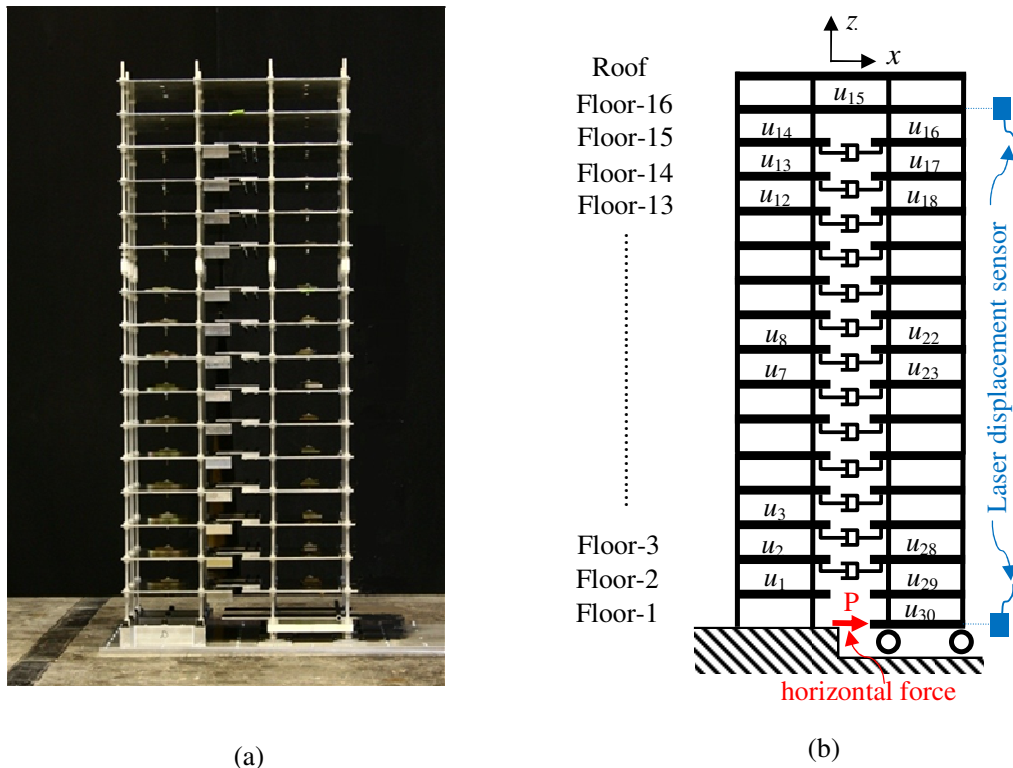 z
x
Roof
Floor-16
Floor-15
Floor-14
Floor-13
u15
u14
u16
u13
u17
u12
u18
u8
u22
u7
u23
u3
Floor-3
Floor-2
Floor-1
u2
u28
u1
u29
P
u30
Laser displacement sensor
horizontal force
(a)
(b)